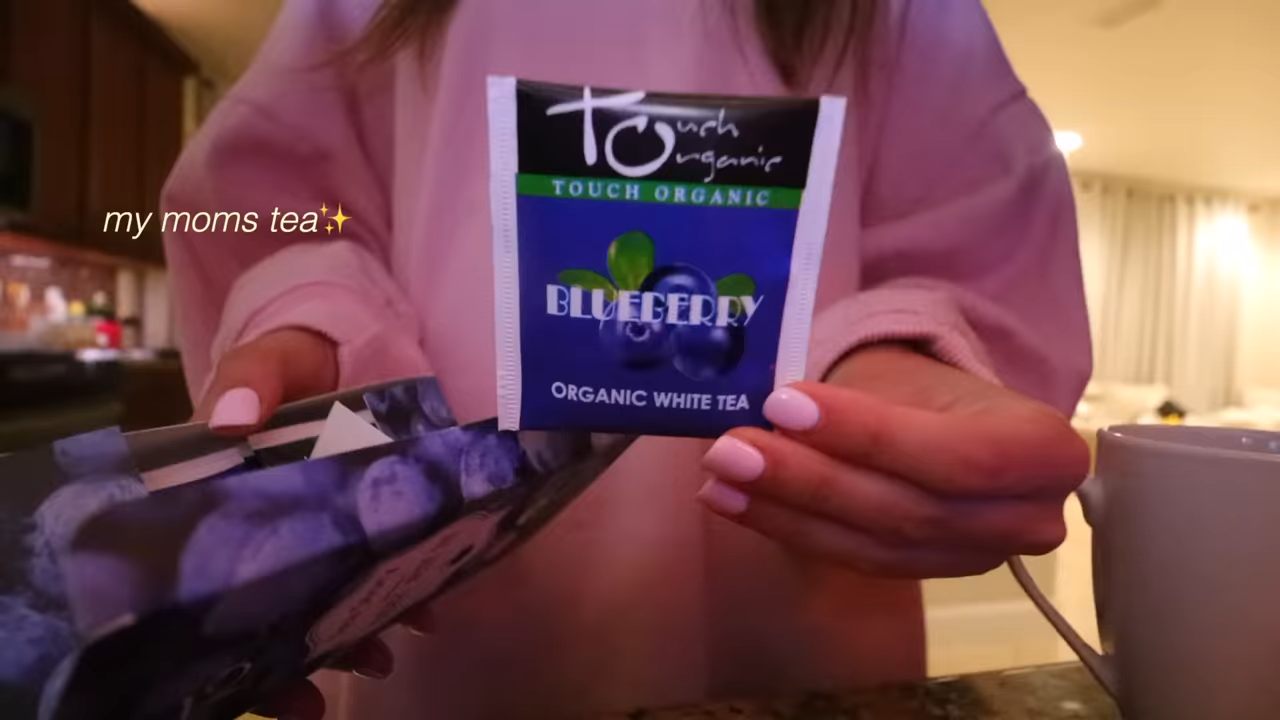 my moms tea✨
Touch
Organic
TOUCH ORGANIC
BLUEBERRY
ORGANIC WHITE TEA